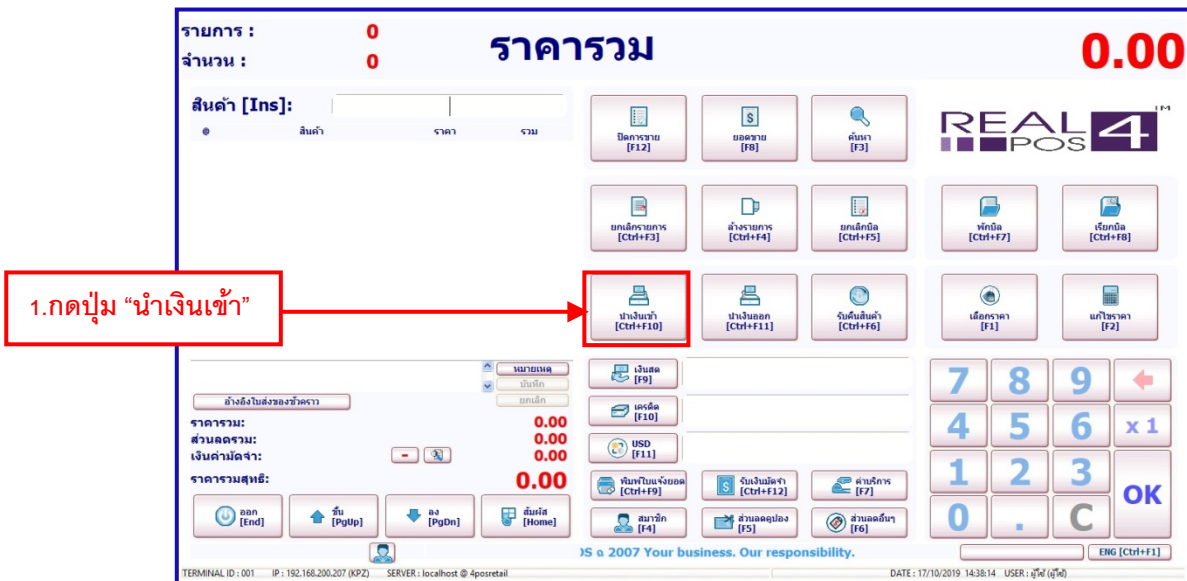 รายการ : 0
จำนวน : 0
ราคารวม
0.00
สินค้า [Ins]:
@ สินค้า ราคา รวม
ปิดการขาย
[F12]
ยอดขาย
[F8]
ค้นหา
[F3]
REAL 4 TM
POS
ยกเลิกรายการ
[Ctrl+F3]
ล้างรายการ
[Ctrl+F4]
ยกเลิกบิล
[Ctrl+F5]
พักบิล
[Ctrl+F7]
เรียกบิล
[Ctrl+F8]
1.กดปุ่ม “นำเงินเข้า”
นำเงินเข้า
[Ctrl+F10]
นำเงินออก
[Ctrl+F11]
รับคืนสินค้า
[Ctrl+F6]
เลือกราคา
[F1]
แก้ไขราคา
[F2]
หมายเหตุ
บันทึก
ยกเลิก
อ้างอิงใบส่งของชั่วคราว
ราคารวม: 0.00
ส่วนลดรวม: 0.00
เงินค่ามัดจำ: - 0.00
ราคารวมสุทธิ: 0.00
ออก
[End]
ขึ้น
[PgUp]
ลง
[PgDn]
สัมผัส
[Home]
เงินสด
[F9]
เครดิต
[F10]
USD
[F11]
พิมพ์ใบแจ้งยอด
[Ctrl+F9]
รับเงินมัดจำ
[Ctrl+F12]
ค่าบริการ
[F7]
สมาชิก
[F4]
ส่วนลดคูปอง
[F5]
ส่วนลดอื่นๆ
[F6]
7 8 9
4 5 6 x 1
1 2 3 OK
0 . C
2007 Your business. Our responsibility.
ENG [Ctrl+F1]
TERMINAL ID : 001 IP : 192.168.200.207 (KPZ) SERVER : localhost @ 4posretail DATE : 17/10/2019 14:38:14 USER : ผู้ใช้ (ผู้ใช้)